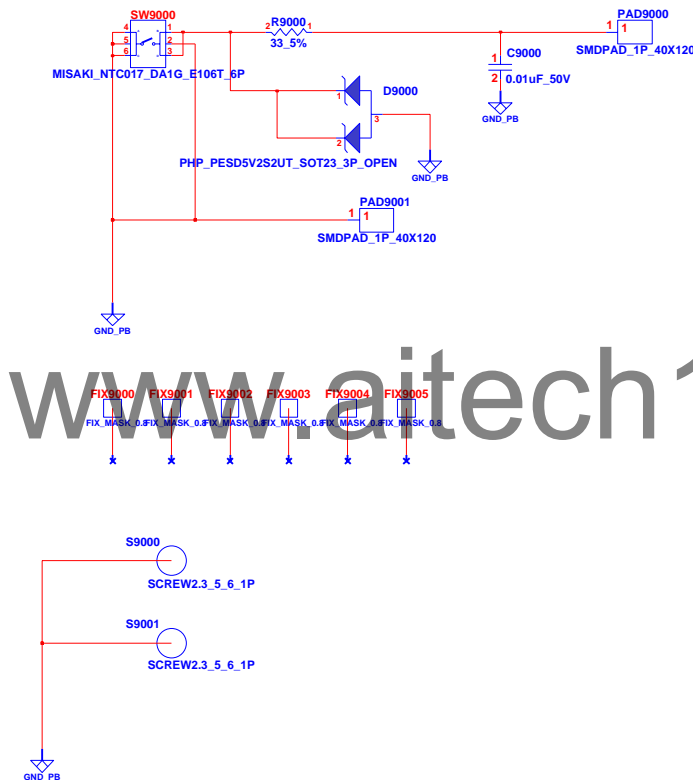 SW9000
4 1
5 2
6 3
MISAKI_NTC017_DA1G_E106T_6P
R9000
2 1
33_5%
PAD9000
1 1
SMDPAD_1P_40X120
C9000
1
2
0.01uF_50V
GND_PB
D9000
1
2
3
PHP_PESD5V2S2UT_SOT23_3P_OPEN
GND_PB
PAD9001
1 1
SMDPAD_1P_40X120
GND_PB
www.aitech1
FIX9000 FIX9001 FIX9002 FIX9003 FIX9004 FIX9005
FIX_MASK_0.8 FIX_MASK_0.8 FIX_MASK_0.8 FIX_MASK_0.8 FIX_MASK_0.8 FIX_MASK_0.8
S9000
SCREW2.3_5_6_1P
S9001
SCREW2.3_5_6_1P
GND_PB